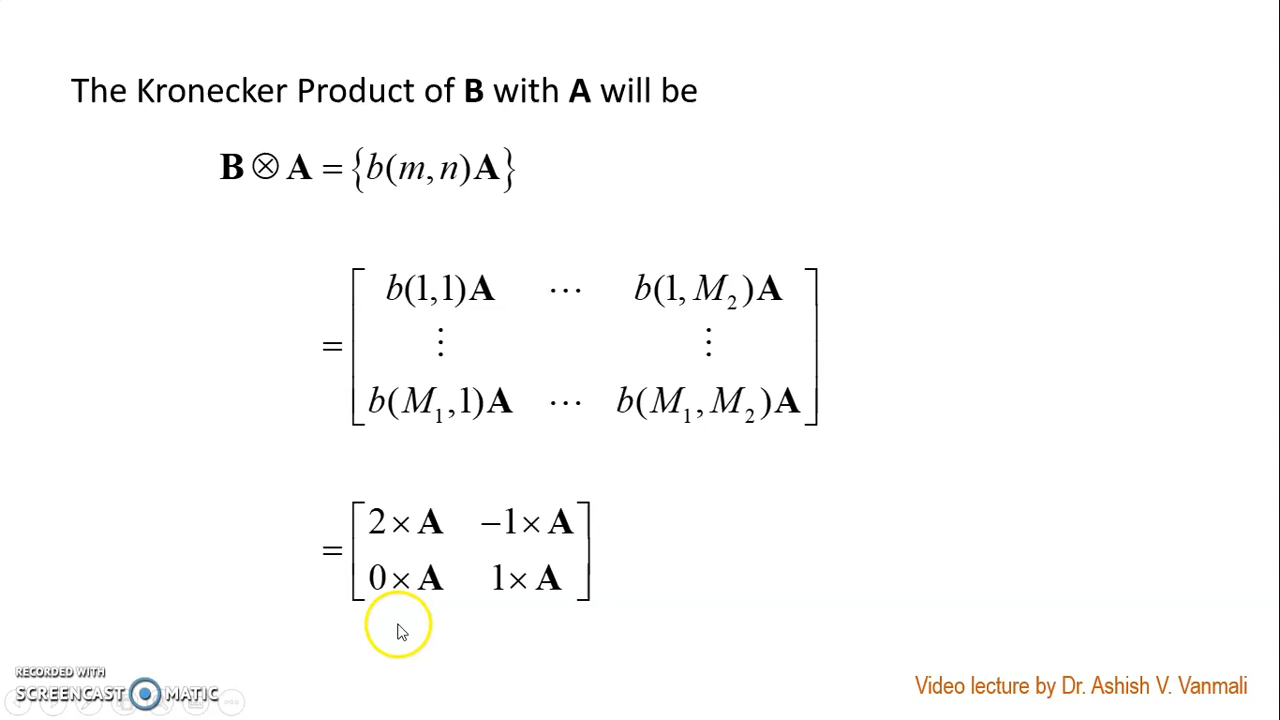 The Kronecker Product of B with A will be
B ⊗ A = {b(m, n)A}
= [ b(1,1)A ⋯ b(1, M₂)A
⋮ ⋮
b(M₁,1)A ⋯ b(M₁, M₂)A ]
= [ 2 × A −1 × A
0 × A 1 × A ]
RECORDED WITH
SCREENCAST MATIC
Video lecture by Dr. Ashish V. Vanmali